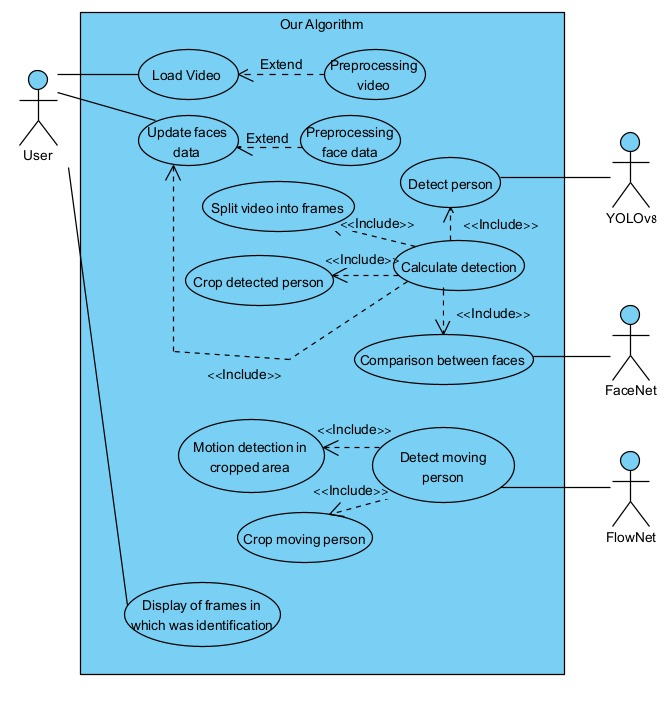 Our Algorithm
Load Video
Extend
Preprocessing
video
User
Update faces
data
Extend
Preprocessing
face data
Detect person
YOLOv8
Split video into frames
<<Include>>
<<Include>>
Crop detected person
<<Include>>
Calculate detection
<<Include>>
Comparison between faces
FaceNet
<<Include>>
Motion detection in
cropped area
<<Include>>
Detect moving
person
<<Include>>
Crop moving person
FlowNet
Display of frames in
which was identification